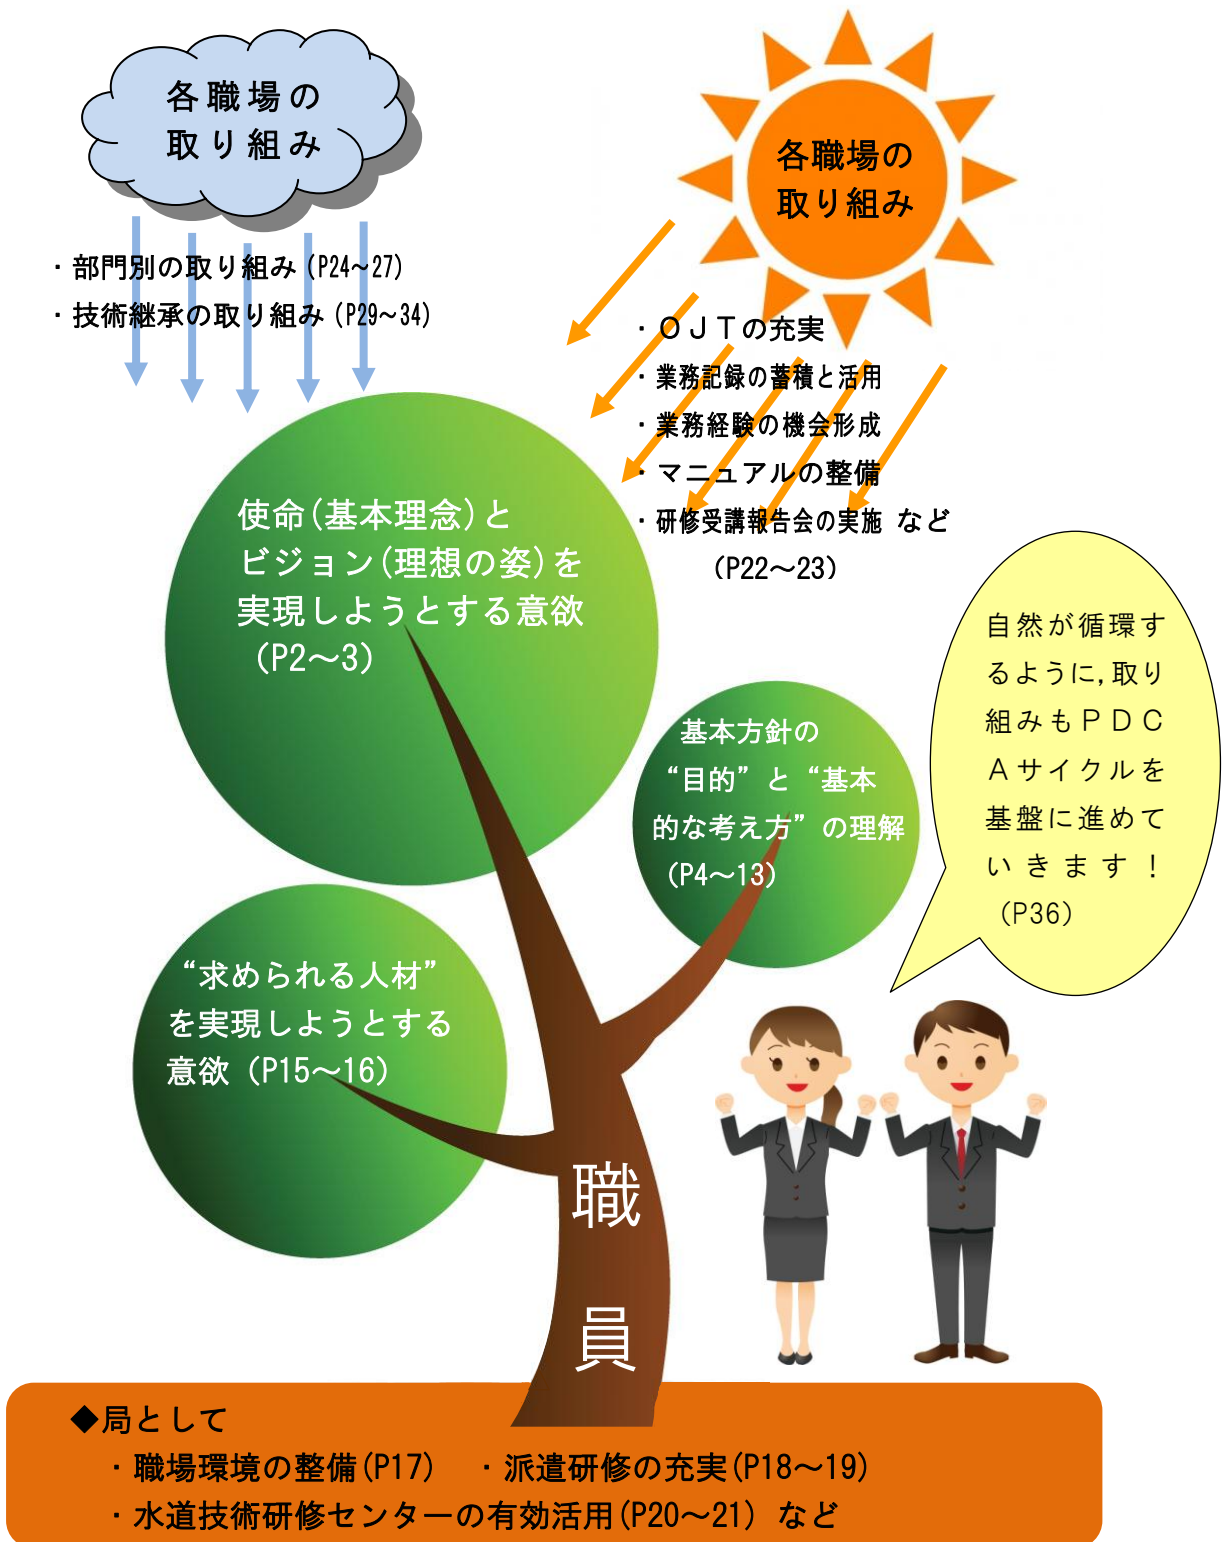 各職場の
取り組み
・部門別の取り組み(P24～27)
・技術継承の取り組み(P29～34)
各職場の
取り組み
・ＯＪＴの充実
・業務記録の蓄積と活用
・業務経験の機会形成
・マニュアルの整備
・研修受講報告会の実施 など
(P22～23)
使命(基本理念)と
ビジョン(理想の姿)を
実現しようとする意欲
(P2～3)
基本方針の
“目的”と“基本
的な考え方”の理解
(P4～13)
“求められる人材”
を実現しようとする
意欲(P15～16)
自然が循環す
るように,取り
組みもＰＤＣ
Ａサイクルを
基盤に進めて
いきます！
(P36)
職
員
◆局として
・職場環境の整備(P17) ・派遣研修の充実(P18～19)
・水道技術研修センターの有効活用(P20～21) など